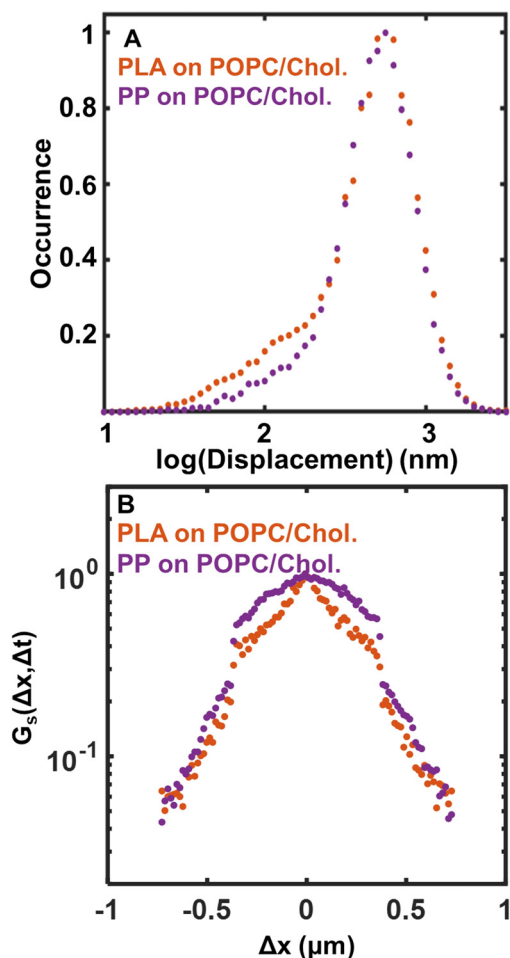 A
PLA on POPC/Chol.
PP on POPC/Chol.
1
0.8
0.6
0.4
0.2
Occurrence
1 2 3
log(Displacement) (nm)
B
PLA on POPC/Chol.
PP on POPC/Chol.
10⁰
10⁻¹
Gₛ(Δx,Δt)
-1 -0.5 0 0.5 1
Δx (μm)